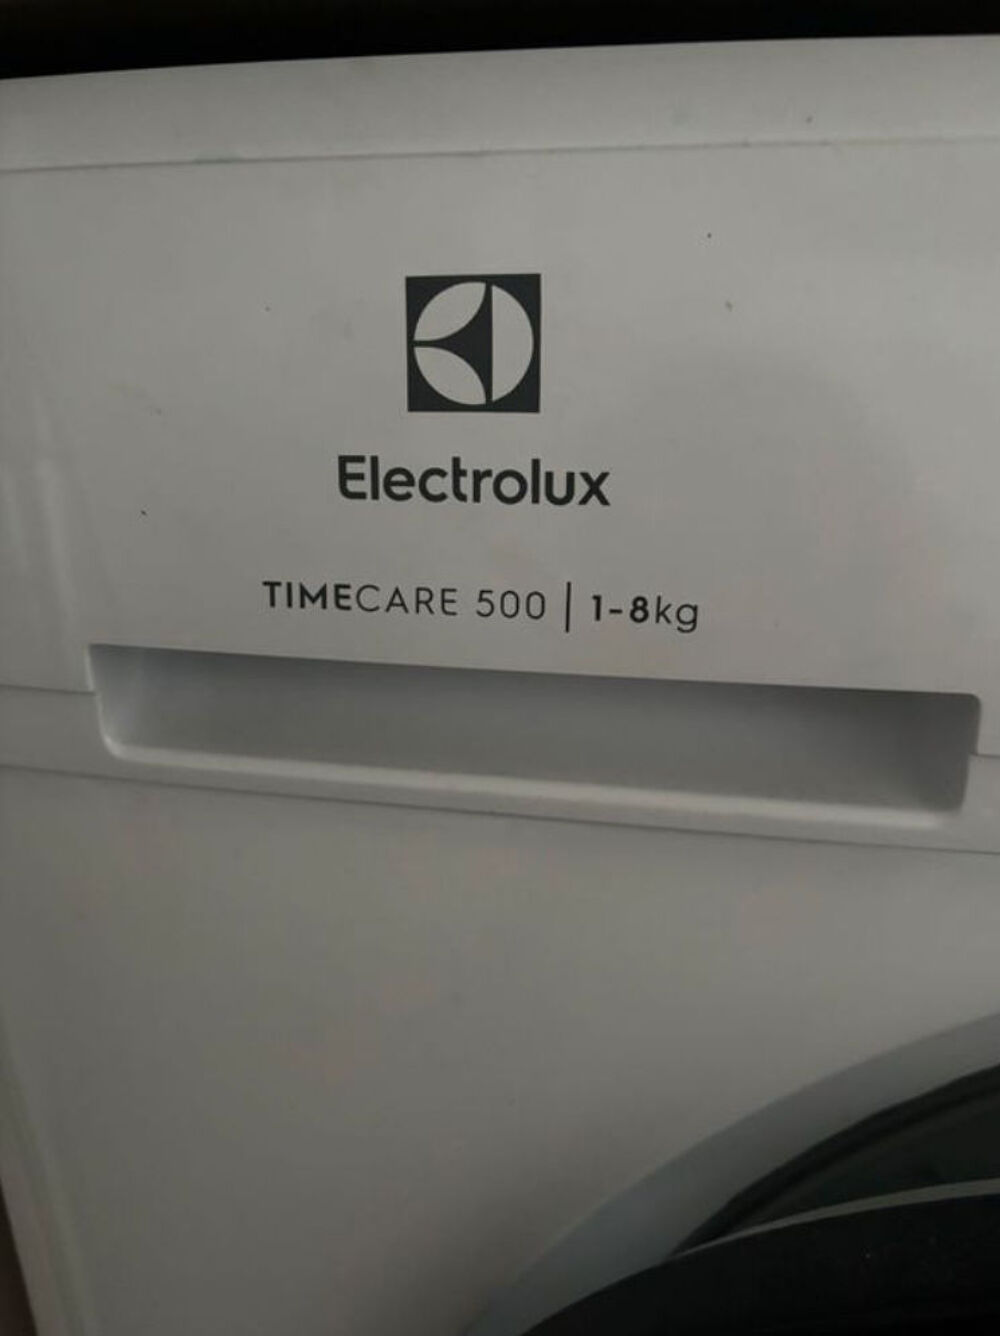 Electrolux
TIMECARE 500 | 1-8kg